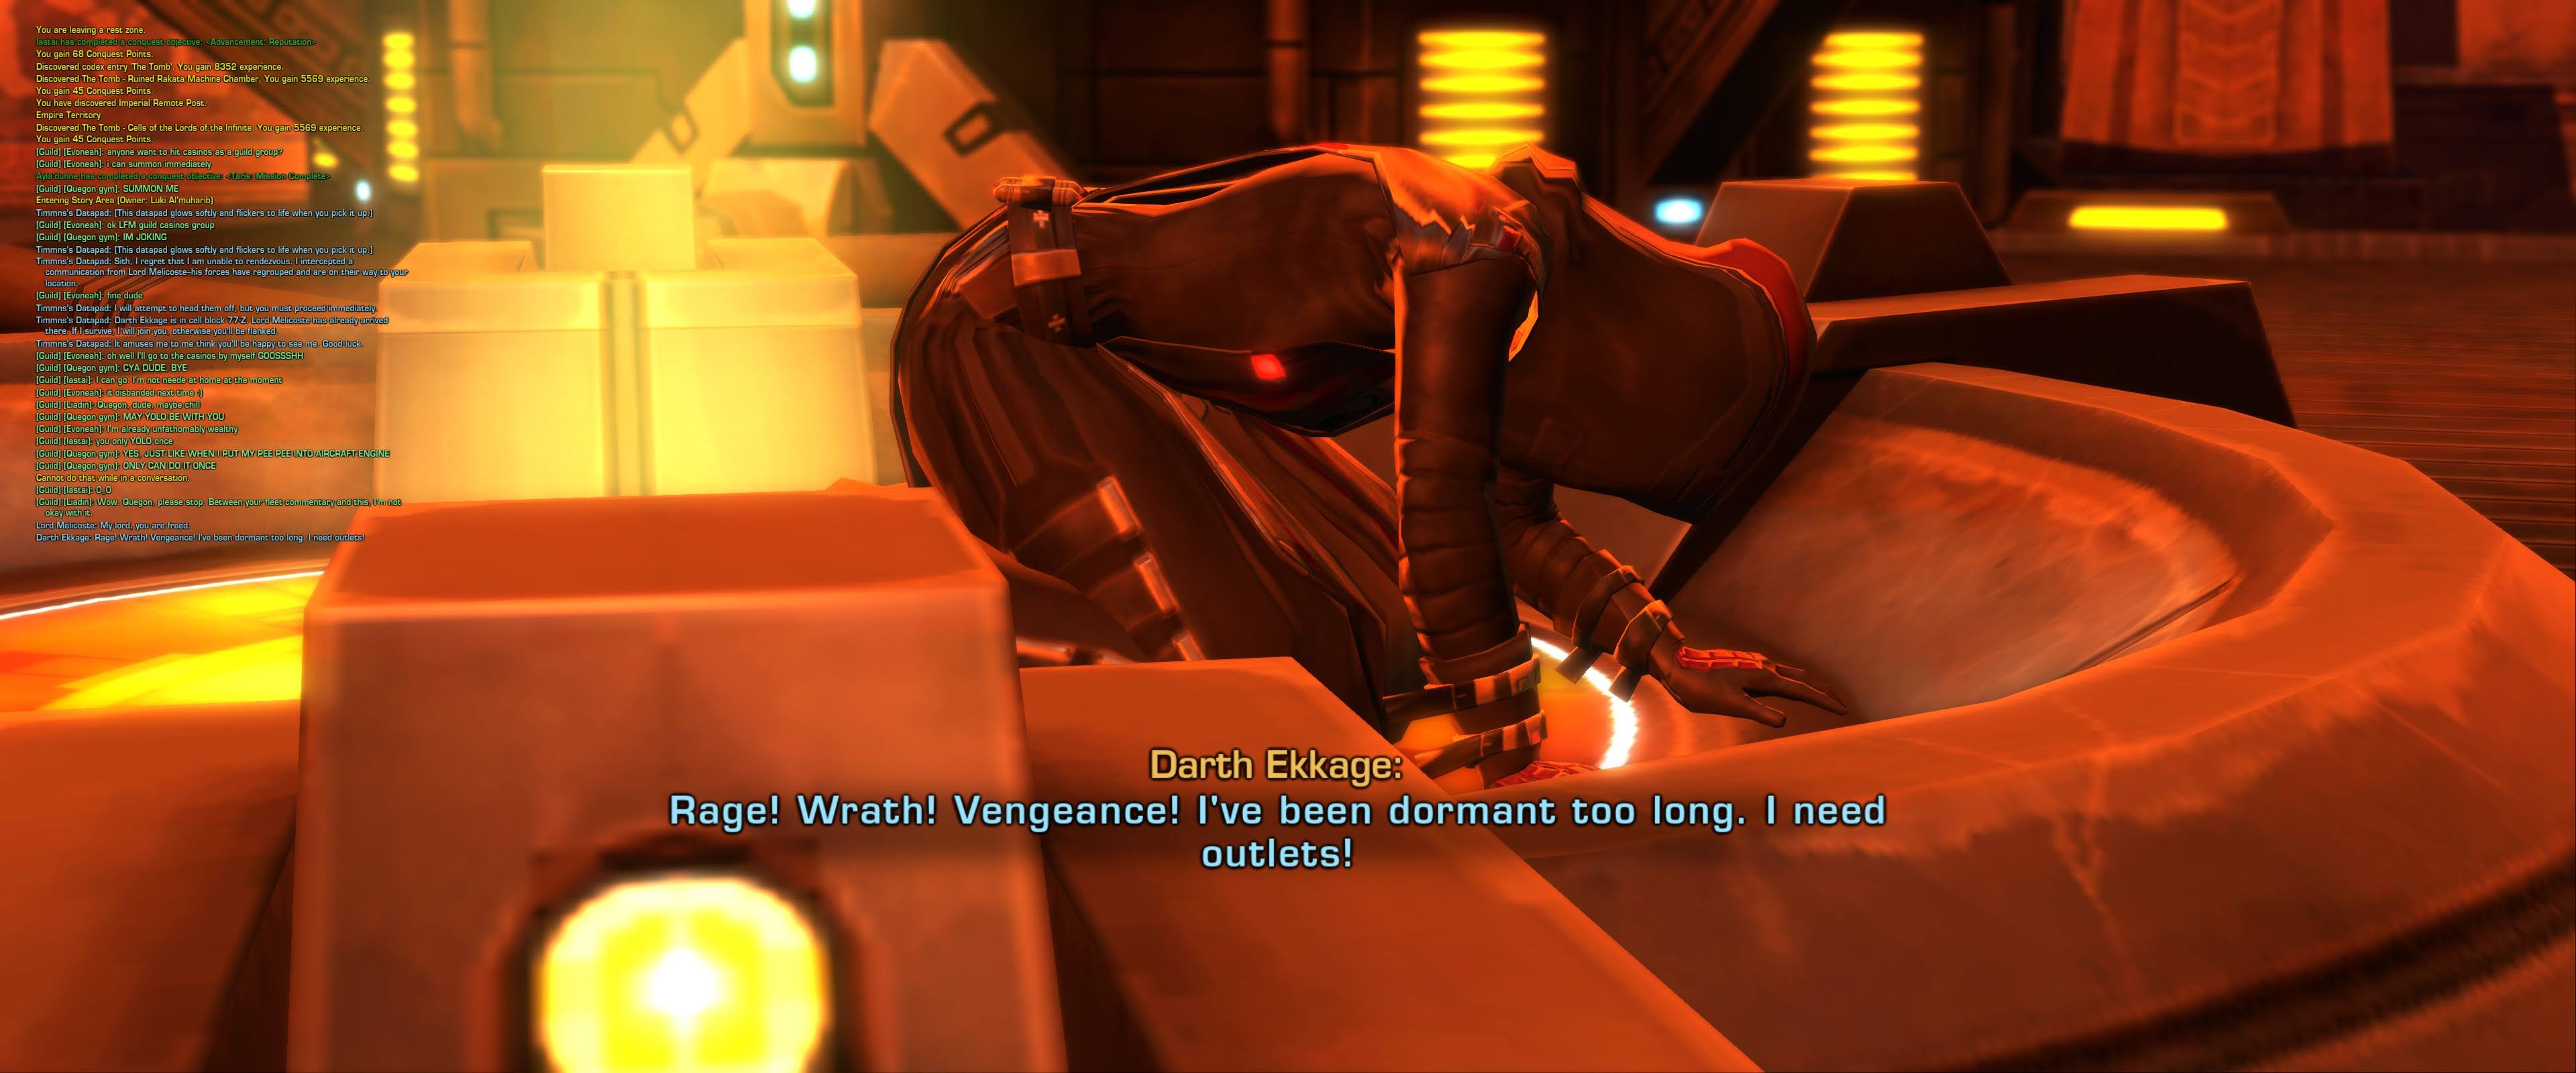 You are leaving a rest zone.
Iastai has completed a conquest objective: <Advancement: Reputation>
You gain 68 Conquest Points.
Discovered codex entry 'The Tomb'. You gain 8352 experience.
Discovered The Tomb - Ruined Rakata Machine Chamber. You gain 5569 experience.
You gain 45 Conquest Points.
You have discovered Imperial Remote Post.
Empire Territory
Discovered The Tomb - Cells of the Lords of the Infinite. You gain 5569 experience.
You gain 45 Conquest Points.
[Guild] [Evoneah]: anyone want to hit casinos as a guild group?
[Guild] [Evoneah]: i can summon immediately
Ayla'dunne has completed a conquest objective: <Taris: Mission Complete>
[Guild] [Quegon gym]: SUMMON ME
Entering Story Area [Owner: Luki Al'muharib]
Timmns's Datapad: [This datapad glows softly and flickers to life when you pick it up.]
[Guild] [Evoneah]: ok LFM guild casinos group
[Guild] [Quegon gym]: IM JOKING
Timmns's Datapad: [This datapad glows softly and flickers to life when you pick it up.]
Timmns's Datapad: Sith, I regret that I am unable to rendezvous. I intercepted a
communication from Lord Melicoste–his forces have regrouped and are on their way to your
location.
[Guild] [Evoneah]: fine dude
Timmns's Datapad: I will attempt to head them off, but you must proceed immediately.
Timmns's Datapad: Darth Ekkage is in cell block 77-Z. Lord Melicoste has already arrived
there. If I survive, I will join you, otherwise you'll be flanked.
Timmns's Datapad: It amuses me to me think you'll be happy to see me. Good luck.
[Guild] [Evoneah]: oh well I'll go to the casinos by myself GOOSSSHH
[Guild] [Quegon gym]: CYA DUDE, BYE
[Guild] [Iastai]: I can go. I'm not neede at home at the moment
[Guild] [Evoneah]: it disbanded next time :)
[Guild] [Liadin]: Quegon, dude, maybe chill
[Guild] [Quegon gym]: MAY YOLO BE WITH YOU
[Guild] [Evoneah]: I'm already unfathomably wealthy
[Guild] [Iastai]: you only YOLO once
[Guild] [Quegon gym]: YES, JUST LIKE WHEN I PUT MY PEE PEE INTO AIRCRAFT ENGINE
[Guild] [Quegon gym]: ONLY CAN DO IT ONCE
Cannot do that while in a conversation.
[Guild] [Iastai]: O_O
[Guild] [Liadin]: Wow. Quegon, please stop. Between your fleet commentary and this, I'm not
okay with it.
Lord Melicoste: My lord, you are freed.
Darth Ekkage: Rage! Wrath! Vengeance! I've been dormant too long. I need outlets!
Darth Ekkage:
Rage! Wrath! Vengeance! I've been dormant too long. I need
outlets!